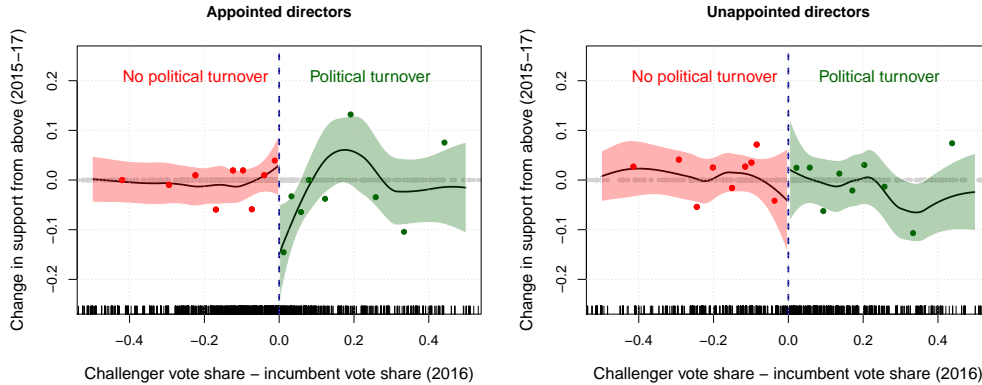 Appointed directors
Change in support from above (2015−17)
0.2
0.1
0.0
−0.1
−0.2
No political turnover
Political turnover
−0.4
−0.2
0.0
0.2
0.4
Challenger vote share − incumbent vote share (2016)
Unappointed directors
Change in support from above (2015−17)
0.2
0.1
0.0
−0.1
−0.2
No political turnover
Political turnover
−0.4
−0.2
0.0
0.2
0.4
Challenger vote share − incumbent vote share (2016)